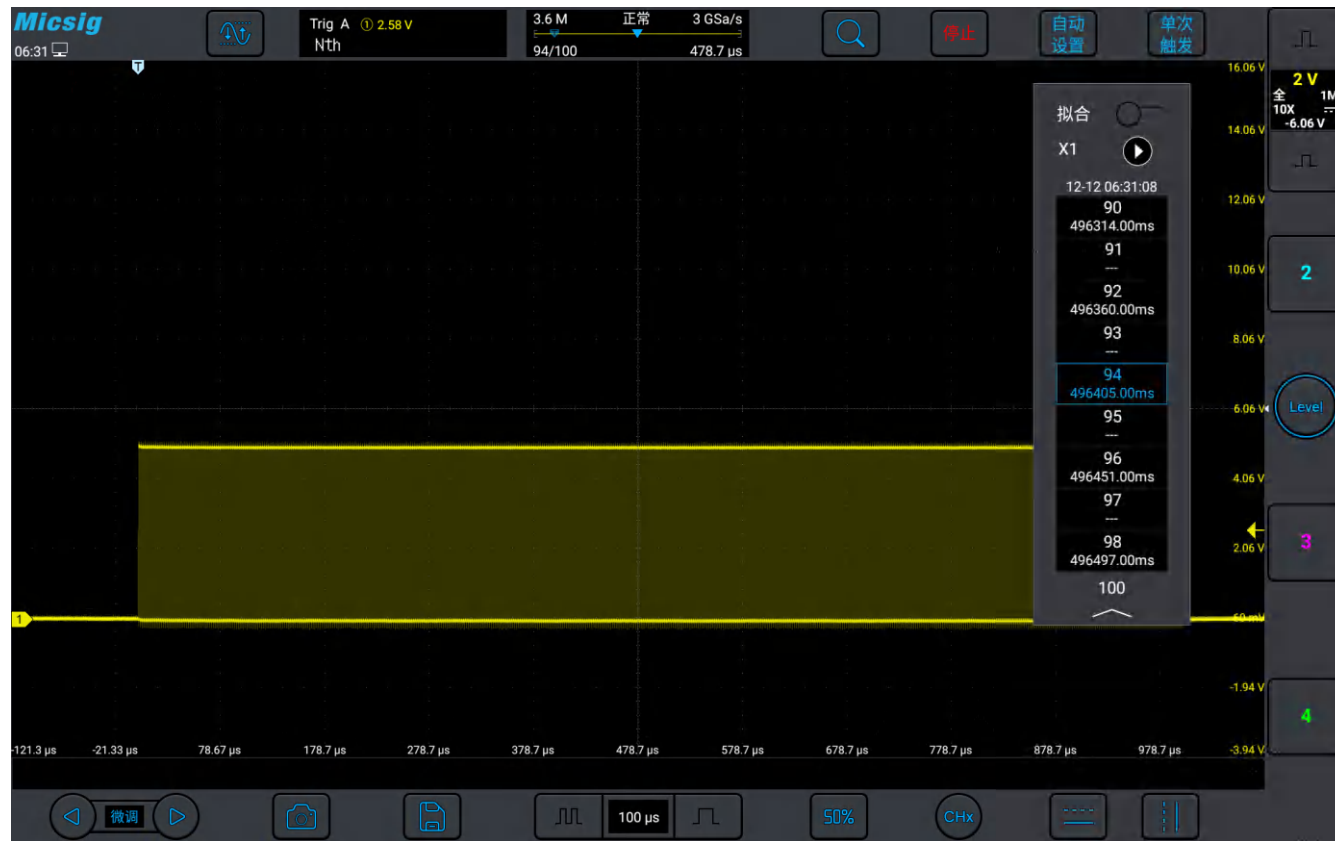 Micsig
06:31
Trig A ① 2.58 V
Nth
3.6 M 正常 3 GSa/s
94/100 478.7 µs
停止
自动
设置
单次
触发
T
16.06 V
14.06 V
12.06 V
10.06 V
8.06 V
6.06 V
4.06 V
2.06 V
60 mV
-1.94 V
-3.94 V
拟合
X1
12-12 06:31:08
90
496314.00ms
91
---
92
496360.00ms
93
---
94
496405.00ms
95
---
96
496451.00ms
97
---
98
496497.00ms
100
2 V
全 1M
10X
-6.06 V
2
Level
3
4
1
-121.3 µs -21.33 µs 78.67 µs 178.7 µs 278.7 µs 378.7 µs 478.7 µs 578.7 µs 678.7 µs 778.7 µs 878.7 µs 978.7 µs
微调
100 µs
50%
CHx